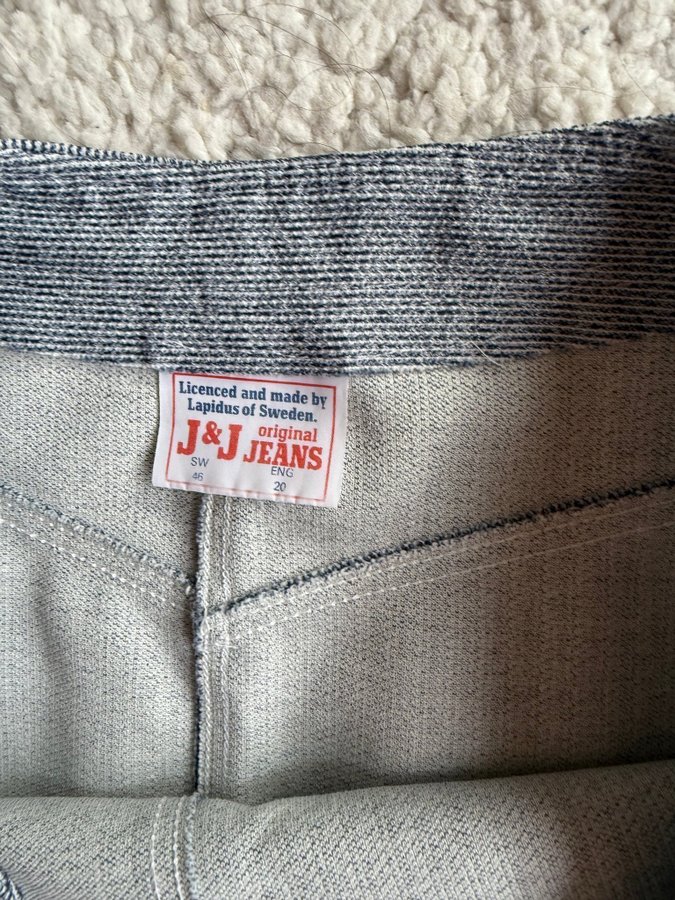 Licenced and made by
Lapidus of Sweden.
J&J original JEANS
SW ENG
46 20